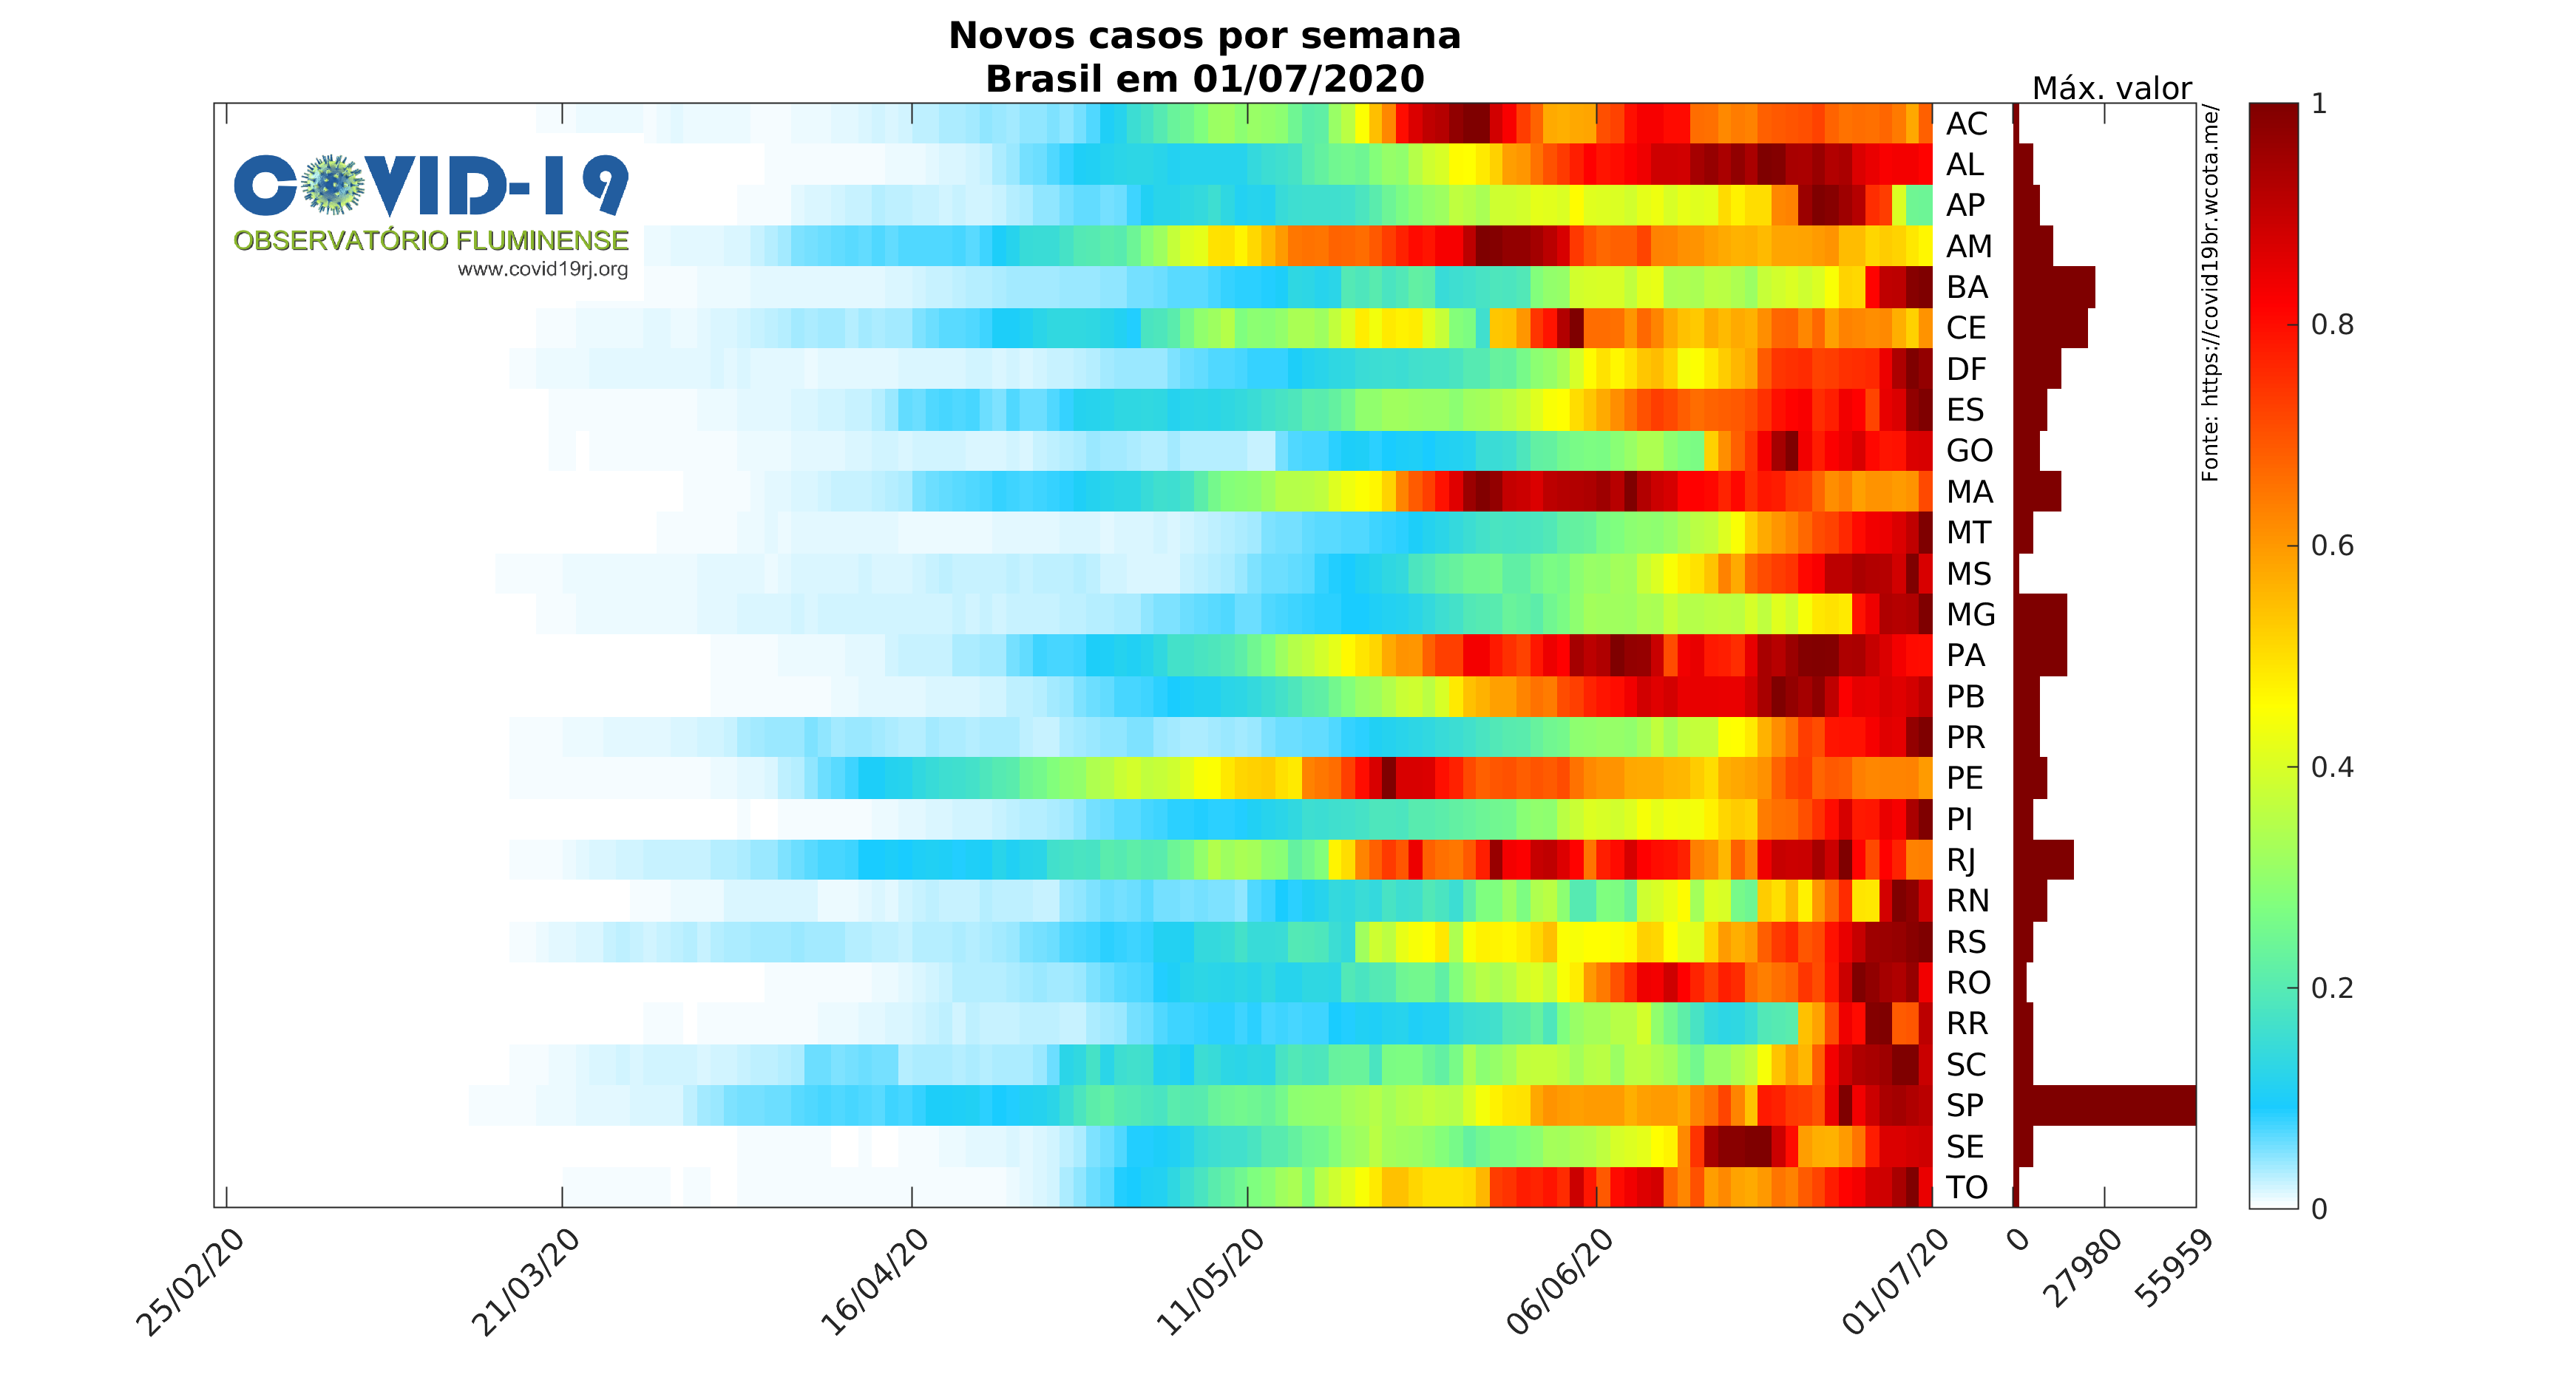 Novos casos por semana
Brasil em 01/07/2020
Máx. valor
COVID-19
OBSERVATÓRIO FLUMINENSE
www.covid19rj.org
AC
AL
AP
AM
BA
CE
DF
ES
GO
MA
MT
MS
MG
PA
PB
PR
PE
PI
RJ
RN
RS
RO
RR
SC
SP
SE
TO
Fonte: https://covid19br.wcota.me/
1
0.8
0.6
0.4
0.2
0
25/02/20
21/03/20
16/04/20
11/05/20
06/06/20
01/07/20
0
27980
55959